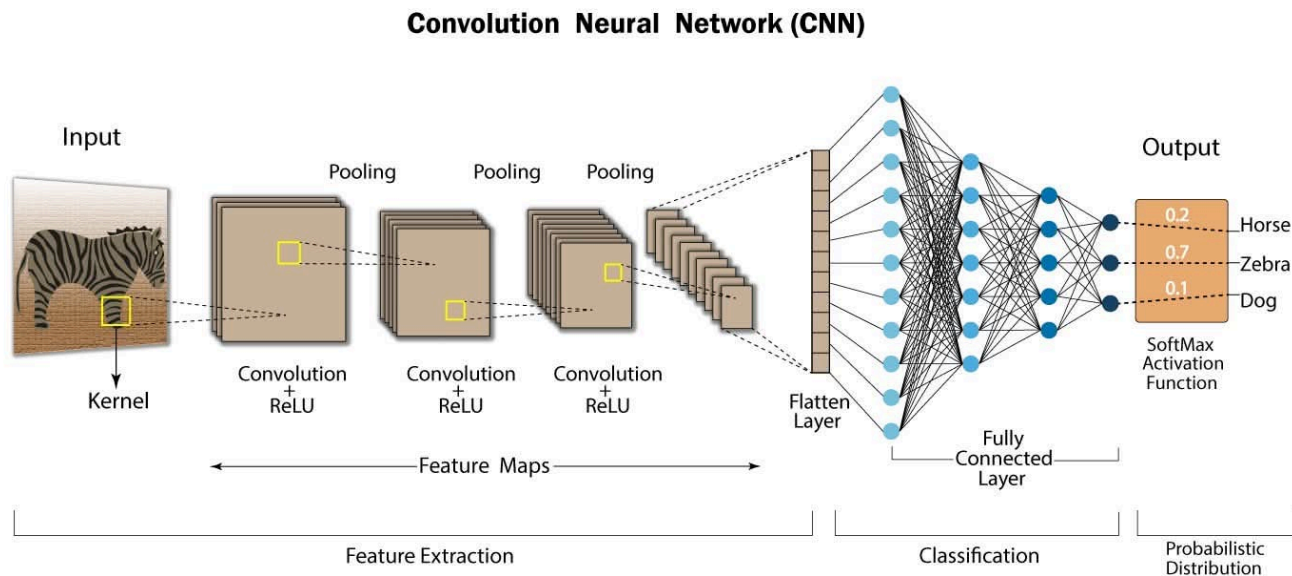 Convolution Neural Network (CNN)
Input
Pooling
Pooling
Pooling
Output
0.2
Horse
0.7
Zebra
0.1
Dog
Kernel
Convolution
+
ReLU
Convolution
+
ReLU
Convolution
+
ReLU
Flatten
Layer
SoftMax
Activation
Function
Feature Maps
Fully
Connected
Layer
Feature Extraction
Classification
Probabilistic
Distribution